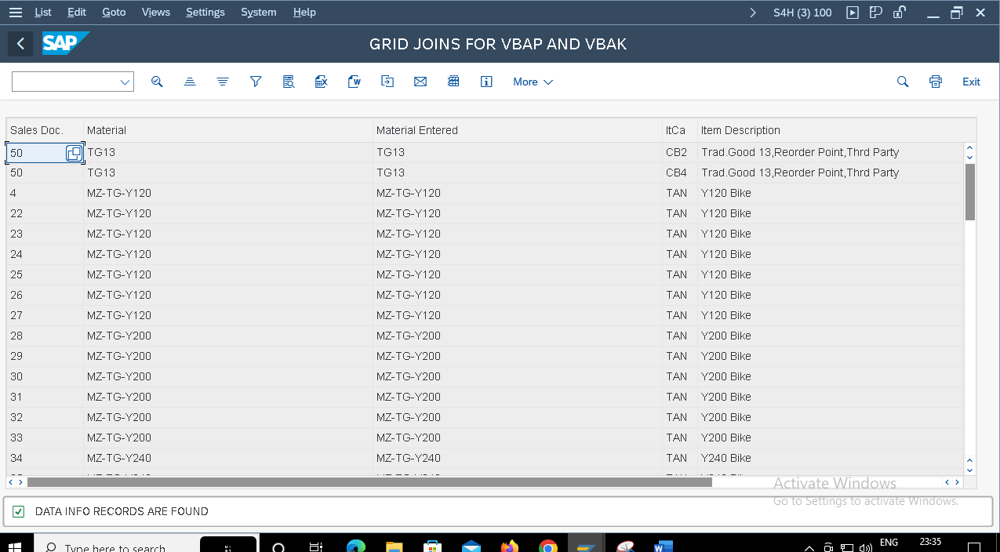 List Edit Goto Views Settings System Help S4H (3) 100
SAP GRID JOINS FOR VBAP AND VBAK
More Exit
Sales Doc. Material Material Entered ItCa Item Description
50 TG13 TG13 CB2 Trad.Good 13,Reorder Point,Thrd Party
50 TG13 TG13 CB4 Trad.Good 13,Reorder Point,Thrd Party
4 MZ-TG-Y120 MZ-TG-Y120 TAN Y120 Bike
22 MZ-TG-Y120 MZ-TG-Y120 TAN Y120 Bike
23 MZ-TG-Y120 MZ-TG-Y120 TAN Y120 Bike
24 MZ-TG-Y120 MZ-TG-Y120 TAN Y120 Bike
25 MZ-TG-Y120 MZ-TG-Y120 TAN Y120 Bike
26 MZ-TG-Y120 MZ-TG-Y120 TAN Y120 Bike
27 MZ-TG-Y120 MZ-TG-Y120 TAN Y120 Bike
28 MZ-TG-Y200 MZ-TG-Y200 TAN Y200 Bike
29 MZ-TG-Y200 MZ-TG-Y200 TAN Y200 Bike
30 MZ-TG-Y200 MZ-TG-Y200 TAN Y200 Bike
31 MZ-TG-Y200 MZ-TG-Y200 TAN Y200 Bike
32 MZ-TG-Y200 MZ-TG-Y200 TAN Y200 Bike
33 MZ-TG-Y200 MZ-TG-Y200 TAN Y200 Bike
34 MZ-TG-Y240 MZ-TG-Y240 TAN Y240 Bike
Activate Windows
Go to Settings to activate Windows.
DATA INFO RECORDS ARE FOUND
Type here to search ENG 23:35